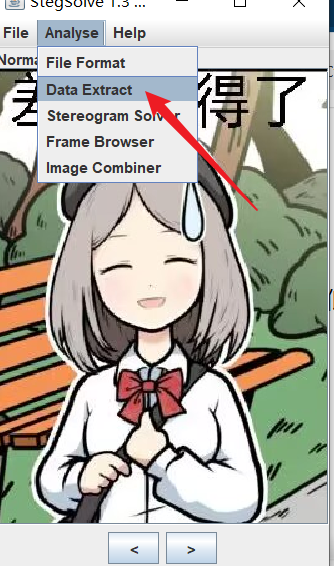 StegSolve 1.3
File Analyse Help
Norma
File Format
Data Extract
Stereogram Solver
Frame Browser
Image Combiner
得了
< >